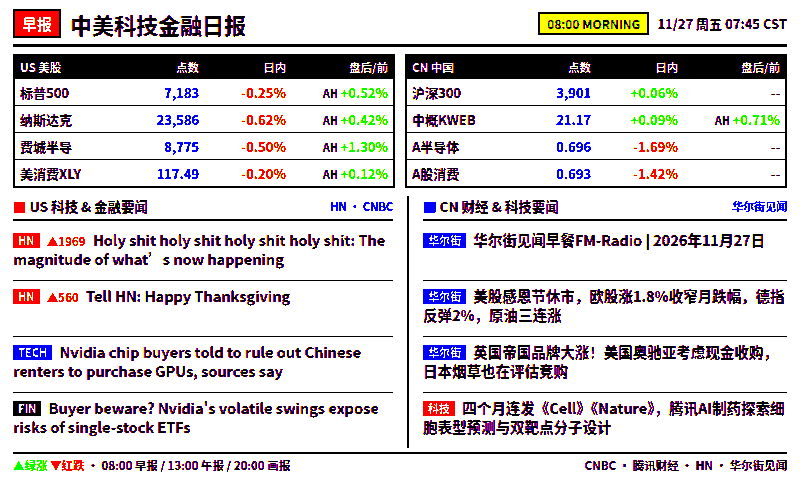 早报 中美科技金融日报 08:00 MORNING 11/27 周五 07:45 CST
US 美股 点数 日内 盘后/前
标普500 7,183 -0.25% AH +0.52%
纳斯达克 23,586 -0.62% AH +0.42%
费城半导 8,775 -0.50% AH +1.30%
美消费XLY 117.49 -0.20% AH +0.12%
CN 中国 点数 日内 盘后/前
沪深300 3,901 +0.06% --
中概KWEB 21.17 +0.09% AH +0.71%
A半导体 0.696 -1.69% --
A股消费 0.693 -1.42% --
US 科技 & 金融要闻 HN · CNBC
HN ▲1969 Holy shit holy shit holy shit holy shit: The
magnitude of what’s now happening
HN ▲560 Tell HN: Happy Thanksgiving
TECH Nvidia chip buyers told to rule out Chinese
renters to purchase GPUs, sources say
FIN Buyer beware? Nvidia's volatile swings expose
risks of single-stock ETFs
CN 财经 & 科技要闻 华尔街见闻
华尔街 华尔街见闻早餐FM-Radio | 2026年11月27日
华尔街 美股感恩节休市，欧股涨1.8%收窄月跌幅，德指
反弹2%，原油三连涨
华尔街 英国帝国品牌大涨！美国奥驰亚考虑现金收购，
日本烟草也在评估竞购
科技 四个月连发《Cell》《Nature》，腾讯AI制药探索细
胞表型预测与双靶点分子设计
▲绿涨 ▼红跌 · 08:00 早报 / 13:00 午报 / 20:00 画报
CNBC · 腾讯财经 · HN · 华尔街见闻